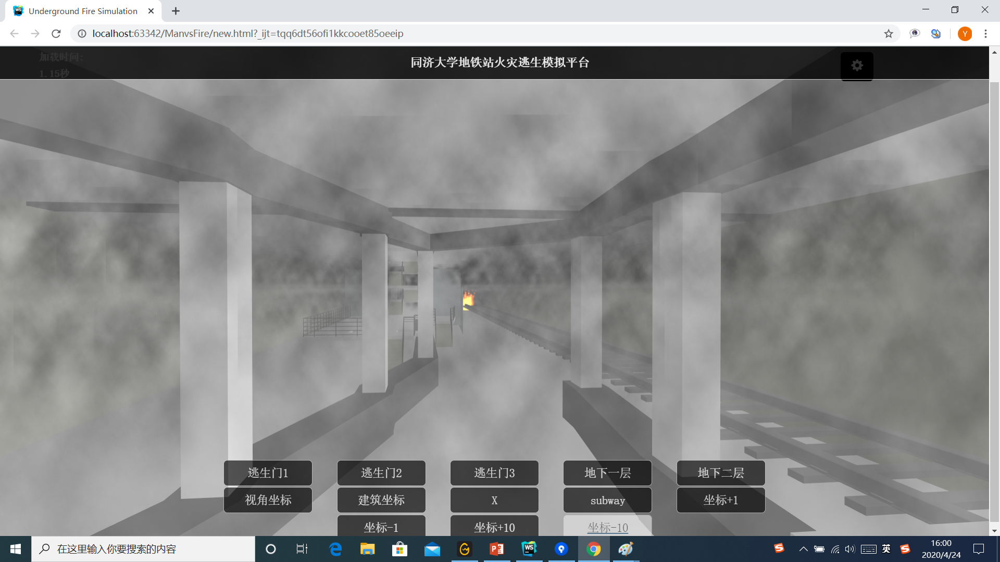 Underground Fire Simulation
localhost:63342/ManvsFire/new.html?_ijt=tqq6dt56ofi1kkcooet85oeeip
Y
加载时间:
1.15秒
同济大学地铁站火灾逃生模拟平台
逃生门1 逃生门2 逃生门3 地下一层 地下二层
视角坐标 建筑坐标 X subway 坐标+1
坐标-1 坐标+10 坐标-10
在这里输入你要搜索的内容
WS
英
16:00
2020/4/24